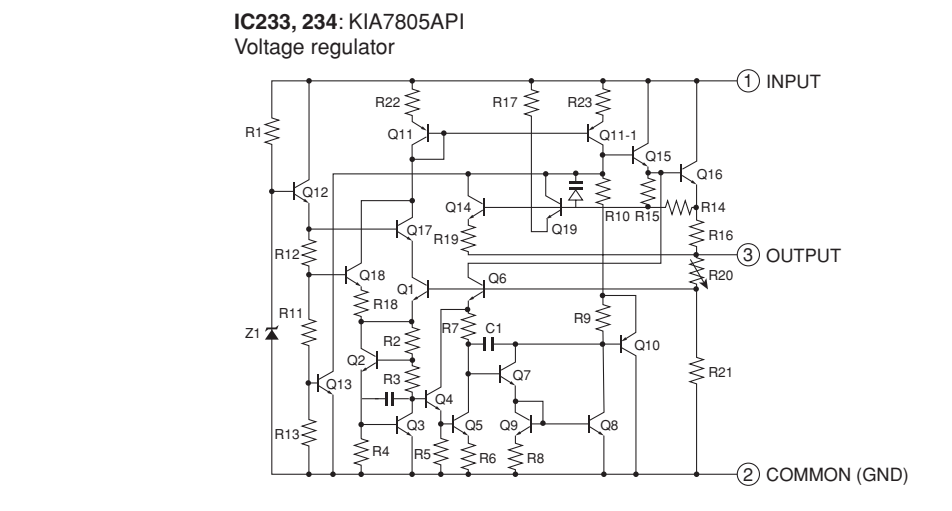 IC233, 234: KIA7805API
Voltage regulator
1 INPUT
R22 R17 R23
R1 Q11 Q11-1
Q15
Q12 Q16
Q14 R10 R15 R14
Q17 R19 Q19 R16
R12 3 OUTPUT
Q18 Q6 R20
Q1
R11 R18
R7 C1 R9
Z1 R2
Q2 Q10
R3 Q7 R21
Q13 Q4
Q3 Q5 Q9 Q8
R13 R4 R5 R6 R8
2 COMMON (GND)